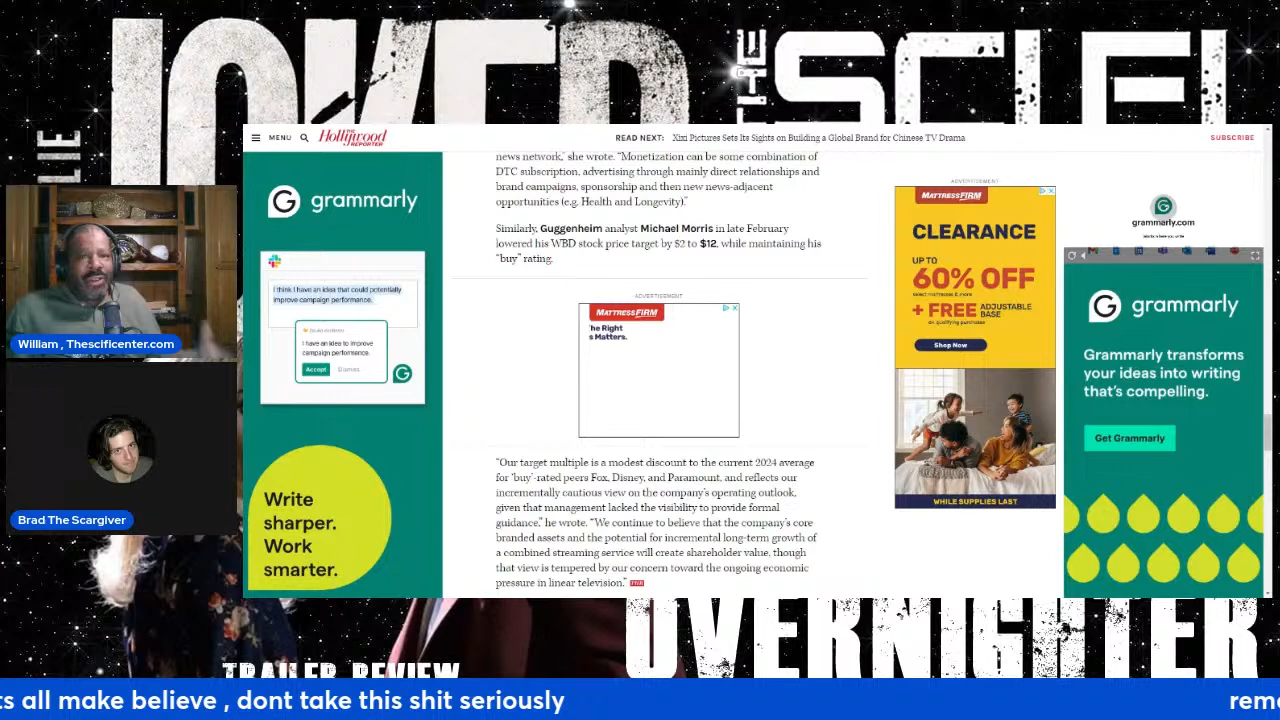 JOKER
THE
SCI FI
MENU
The Hollywood REPORTER
READ NEXT: Xixi Pictures Sets Its Sights on Building a Global Brand for Chinese TV Drama
SUBSCRIBE
grammarly
I think I have an idea that could potentially
improve campaign performance.
I have an idea to improve
campaign performance.
Accept
Dismiss
Write
sharper.
Work
smarter.
news network," she wrote. "Monetization can be some combination of
DTC subscription, advertising through mainly direct relationships and
brand campaigns, sponsorship and then new news-adjacent
opportunities (e.g. Health and Longevity)."
Similarly, Guggenheim analyst Michael Morris in late February
lowered his WBD stock price target by $2 to $12, while maintaining his
"buy" rating.
ADVERTISEMENT
MATTRESSFIRM
he Right
s Matters.
"Our target multiple is a modest discount to the current 2024 average
for 'buy'-rated peers Fox, Disney, and Paramount, and reflects our
incrementally cautious view on the company's operating outlook,
given that management lacked the visibility to provide formal
guidance," he wrote. "We continue to believe that the company's core
branded assets and the potential for incremental long-term growth of
a combined streaming service will create shareholder value, though
that view is tempered by our concern toward the ongoing economic
pressure in linear television."
ADVERTISEMENT
MATTRESSFIRM
CLEARANCE
UP TO
60% OFF
select mattresses & more
+ FREE ADJUSTABLE
BASE
on qualifying purchases
Shop Now
WHILE SUPPLIES LAST
grammarly.com
grammarly
Grammarly transforms
your ideas into writing
that's compelling.
Get Grammarly
William , Thescificenter.com
Brad The Scargiver
OVERNIGHTER
TRAILER REVIEW
ts all make believe , dont take this shit seriously
reme